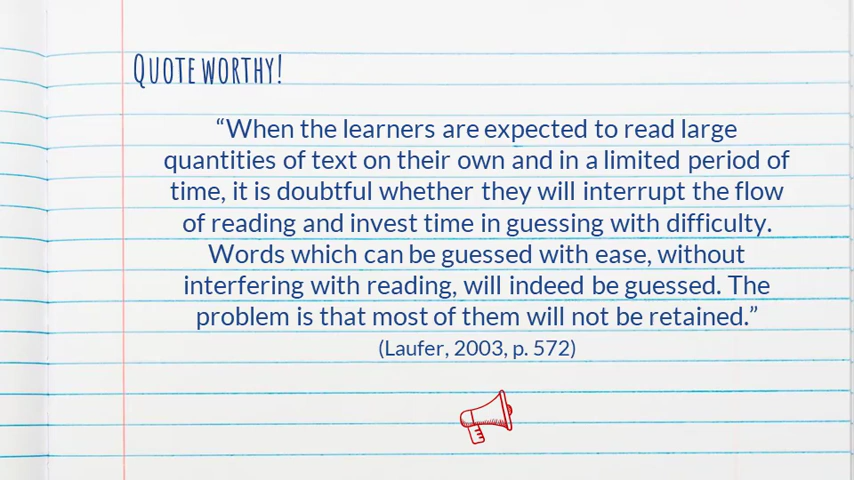 Quote worthy!
“When the learners are expected to read large
quantities of text on their own and in a limited period of
time, it is doubtful whether they will interrupt the flow
of reading and invest time in guessing with difficulty.
Words which can be guessed with ease, without
interfering with reading, will indeed be guessed. The
problem is that most of them will not be retained.”
(Laufer, 2003, p. 572)